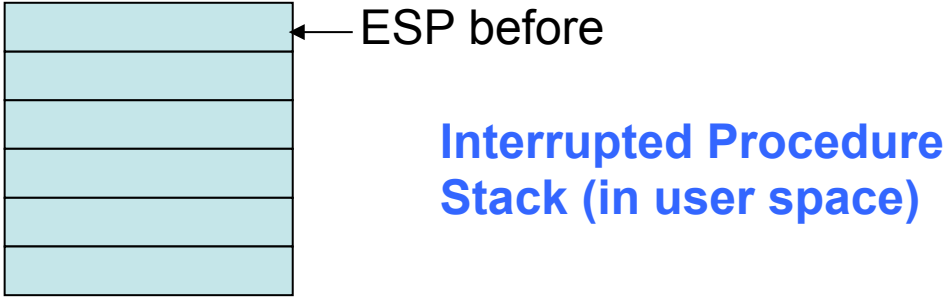 ESP before
Interrupted Procedure
Stack (in user space)